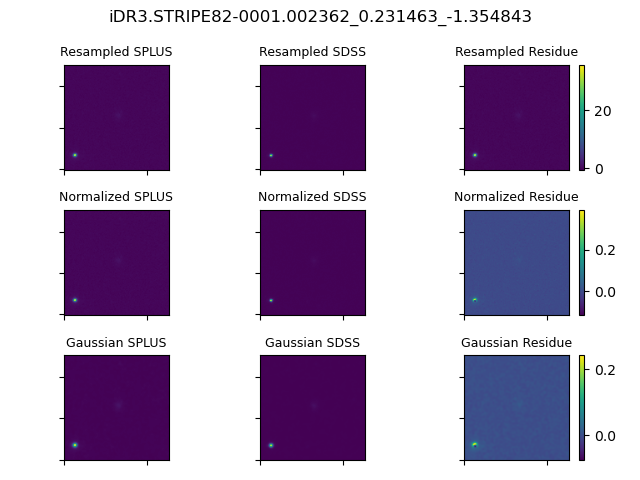 iDR3.STRIPE82-0001.002362_0.231463_-1.354843
Resampled SPLUS
Resampled SDSS
Resampled Residue
20
0
Normalized SPLUS
Normalized SDSS
Normalized Residue
0.2
0.0
Gaussian SPLUS
Gaussian SDSS
Gaussian Residue
0.2
0.0